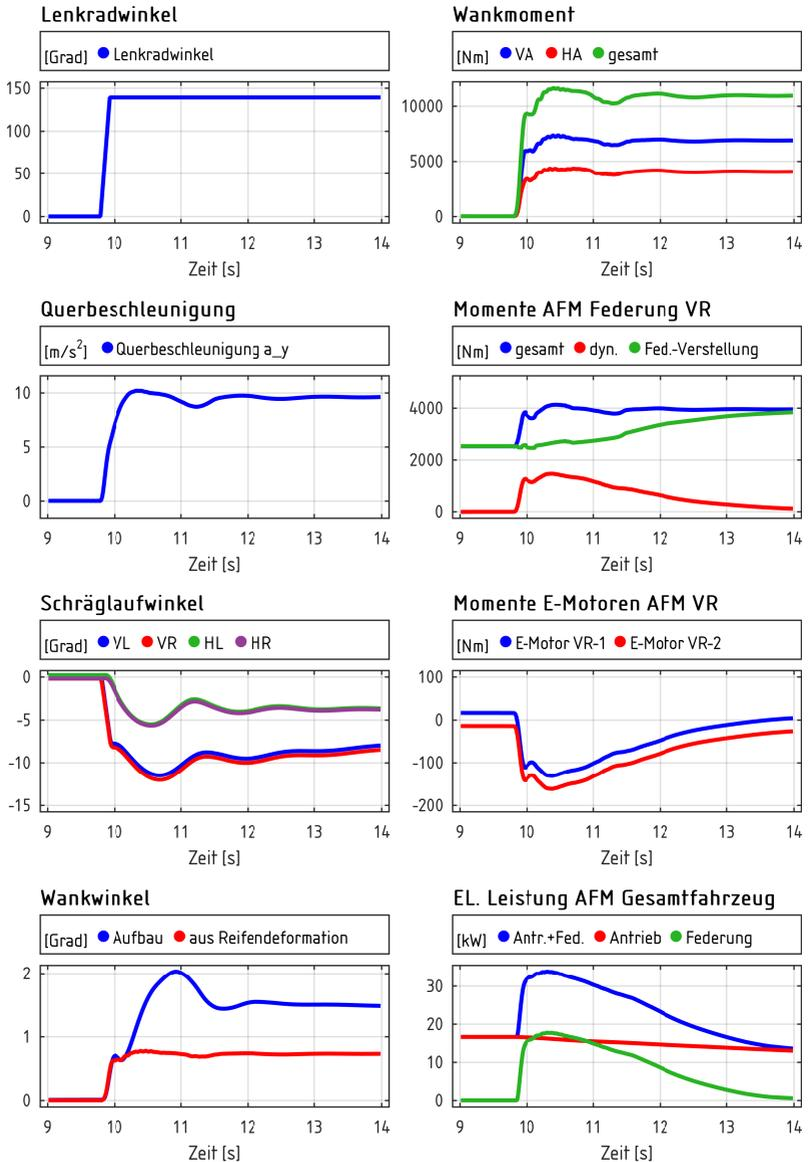 Lenkradwinkel
[Grad] Lenkradwinkel
150
100
50
0
9 10 11 12 13 14
Zeit [s]
Wankmoment
[Nm] VA HA gesamt
10000
5000
0
9 10 11 12 13 14
Zeit [s]
Querbeschleunigung
[m/s²] Querbeschleunigung a_y
10
5
0
9 10 11 12 13 14
Zeit [s]
Momente AFM Federung VR
[Nm] gesamt dyn. Fed.-Verstellung
4000
2000
0
9 10 11 12 13 14
Zeit [s]
Schräglaufwinkel
[Grad] VL VR HL HR
0
-5
-10
-15
9 10 11 12 13 14
Zeit [s]
Momente E-Motoren AFM VR
[Nm] E-Motor VR-1 E-Motor VR-2
100
0
-100
-200
9 10 11 12 13 14
Zeit [s]
Wankwinkel
[Grad] Aufbau aus Reifendeformation
2
1
0
9 10 11 12 13 14
Zeit [s]
EL. Leistung AFM Gesamtfahrzeug
[kW] Antr.+Fed. Antrieb Federung
30
20
10
0
9 10 11 12 13 14
Zeit [s]